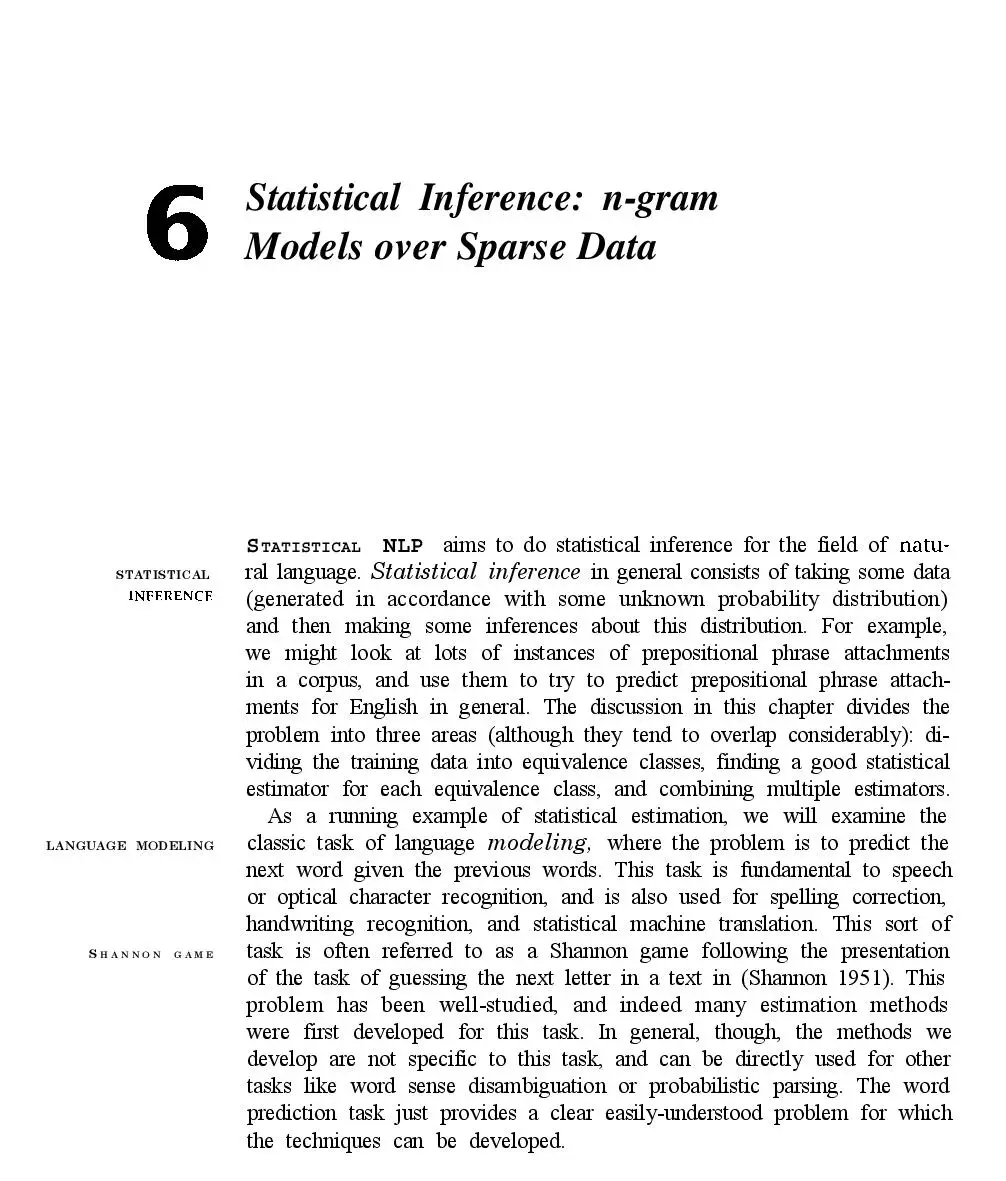 6
Statistical Inference: n-gram
Models over Sparse Data
STATISTICAL NLP aims to do statistical inference for the field of natu-
STATISTICAL
INFERENCE
ral language. Statistical inference in general consists of taking some data
(generated in accordance with some unknown probability distribution)
and then making some inferences about this distribution. For example,
we might look at lots of instances of prepositional phrase attachments
in a corpus, and use them to try to predict prepositional phrase attach-
ments for English in general. The discussion in this chapter divides the
problem into three areas (although they tend to overlap considerably): di-
viding the training data into equivalence classes, finding a good statistical
estimator for each equivalence class, and combining multiple estimators.
As a running example of statistical estimation, we will examine the
LANGUAGE MODELING
classic task of language modeling, where the problem is to predict the
next word given the previous words. This task is fundamental to speech
or optical character recognition, and is also used for spelling correction,
handwriting recognition, and statistical machine translation. This sort of
SHANNON GAME
task is often referred to as a Shannon game following the presentation
of the task of guessing the next letter in a text in (Shannon 1951). This
problem has been well-studied, and indeed many estimation methods
were first developed for this task. In general, though, the methods we
develop are not specific to this task, and can be directly used for other
tasks like word sense disambiguation or probabilistic parsing. The word
prediction task just provides a clear easily-understood problem for which
the techniques can be developed.